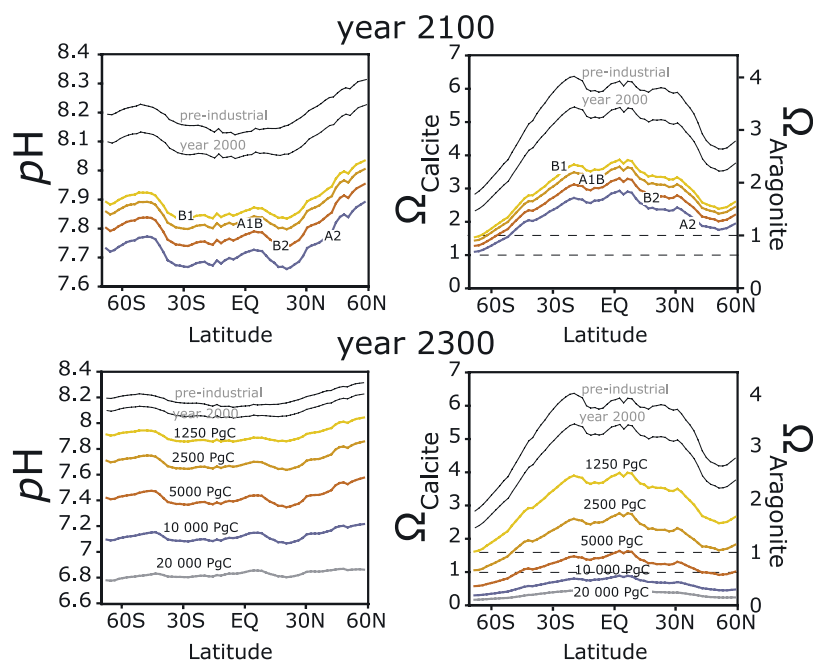 year 2100
8.4
8.3
8.2
8.1
8
7.9
7.8
7.7
7.6
pH
pre-industrial
year 2000
B1
A1B
B2
A2
60S
30S
EQ
30N
60N
Latitude
7
6
5
4
3
2
1
0
Ω Calcite
pre-industrial
year 2000
B1
A1B
B2
A2
4
3
2
1
0
Ω Aragonite
60S
30S
EQ
30N
60N
Latitude
year 2300
8.4
8.2
8
7.8
7.6
7.4
7.2
7
6.8
6.6
pH
pre-industrial
year 2000
1250 PgC
2500 PgC
5000 PgC
10 000 PgC
20 000 PgC
60S
30S
EQ
30N
60N
Latitude
7
6
5
4
3
2
1
0
Ω Calcite
pre-industrial
year 2000
1250 PgC
2500 PgC
5000 PgC
10 000 PgC
20 000 PgC
4
3
2
1
0
Ω Aragonite
60S
30S
EQ
30N
60N
Latitude